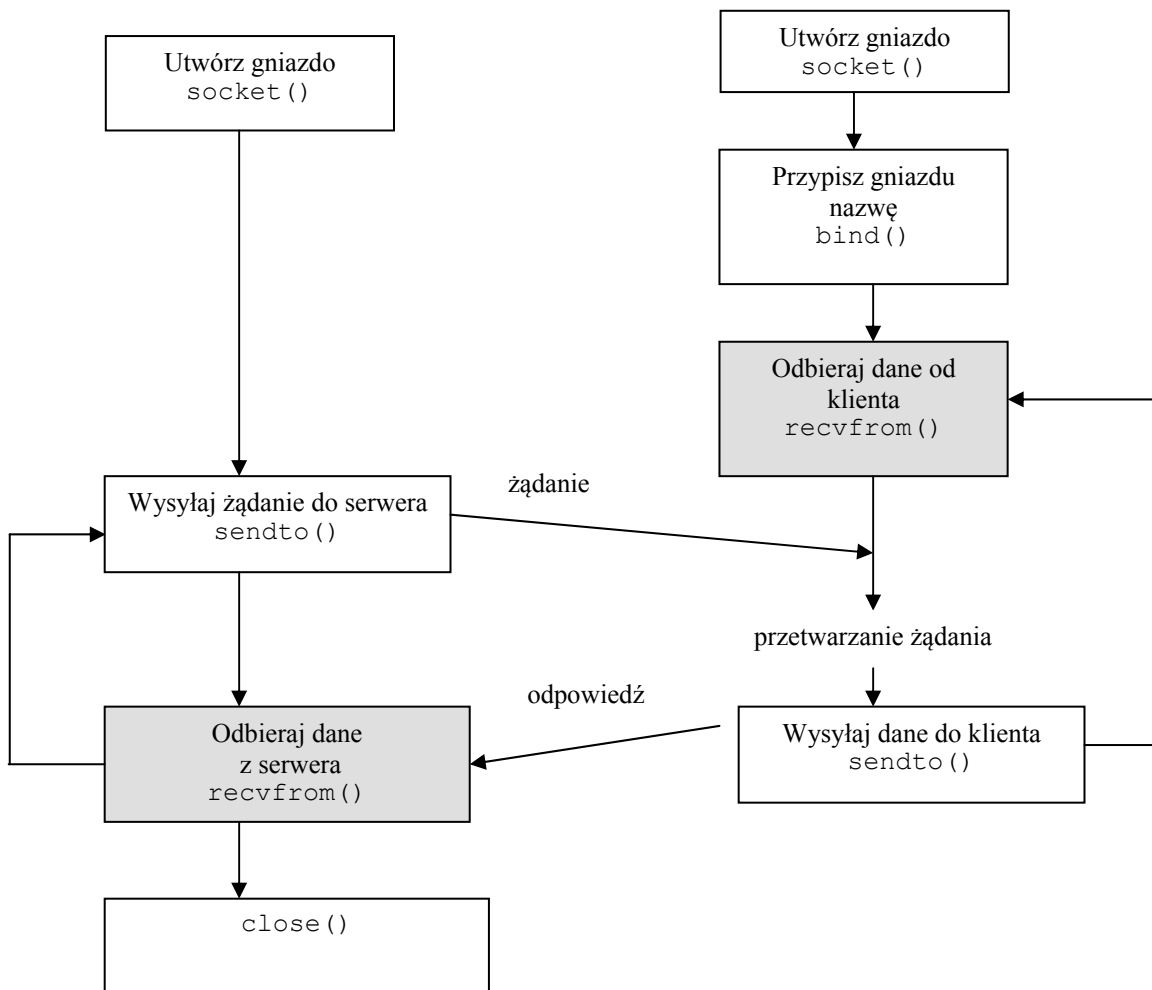 Utwórz gniazdo
socket()
Utwórz gniazdo
socket()
Przypisz gniazdu
nazwę
bind()
Odbieraj dane od
klienta
recvfrom()
żądanie
Wysyłaj żądanie do serwera
sendto()
przetwarzanie żądania
odpowiedź
Wysyłaj dane do klienta
sendto()
Odbieraj dane
z serwera
recvfrom()
close()